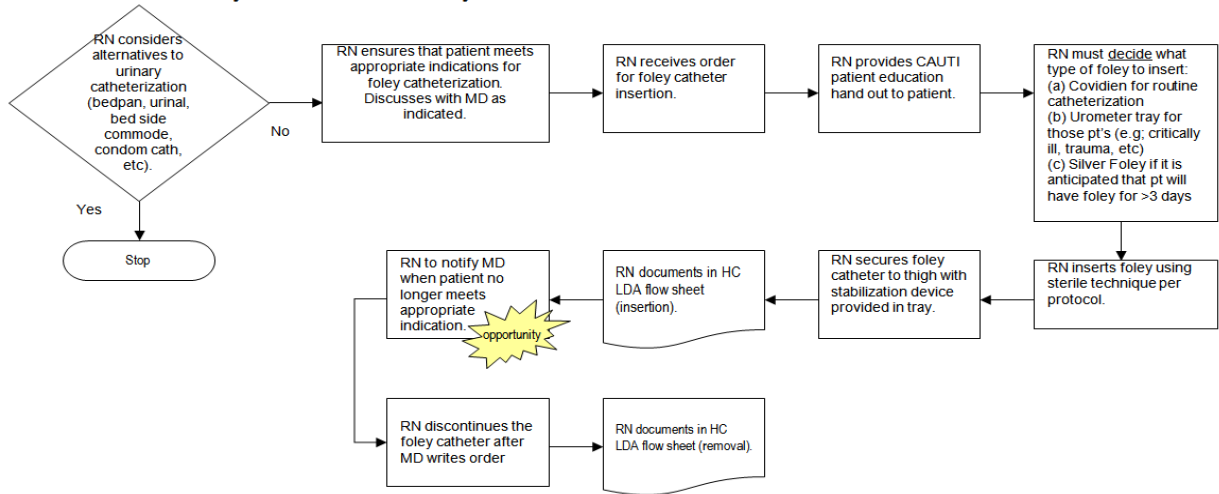 RN considers
alternatives to
urinary
catheterization
(bedpan, urinal,
bed side
commode,
condom cath,
etc).
No
Yes
Stop
RN ensures that patient meets
appropriate indications for
foley catheterization.
Discusses with MD as
indicated.
RN receives order
for foley catheter
insertion.
RN provides CAUTI
patient education
hand out to patient.
RN must decide what
type of foley to insert:
(a) Covidien for routine
catheterization
(b) Urometer tray for
those pt's (e.g; critically
ill, trauma, etc)
(c) Silver Foley if it is
anticipated that pt will
have foley for >3 days
RN inserts foley using
sterile technique per
protocol.
RN secures foley
catheter to thigh with
stabilization device
provided in tray.
RN documents in HC
LDA flow sheet
(insertion).
RN to notify MD
when patient no
longer meets
appropriate
indication.
opportunity
RN discontinues the
foley catheter after
MD writes order
RN documents in HC
LDA flow sheet (removal).